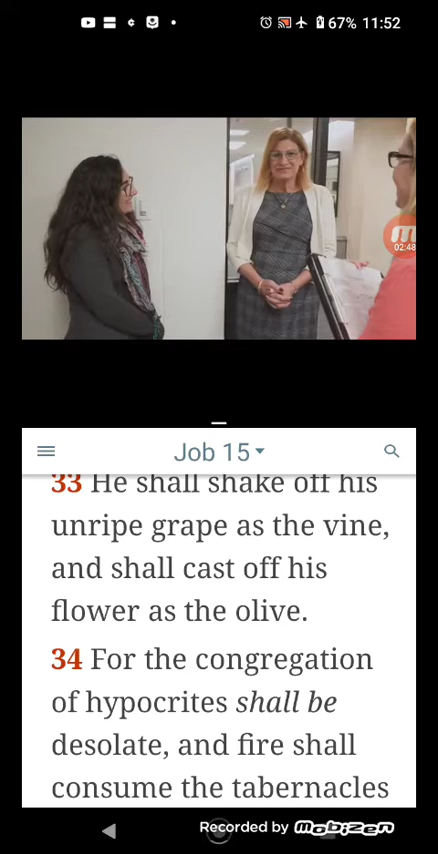 67% 11:52
02:48
Job 15
33 He shall shake off his
unripe grape as the vine,
and shall cast off his
flower as the olive.
34 For the congregation
of hypocrites shall be
desolate, and fire shall
consume the tabernacles
Recorded by mobizen